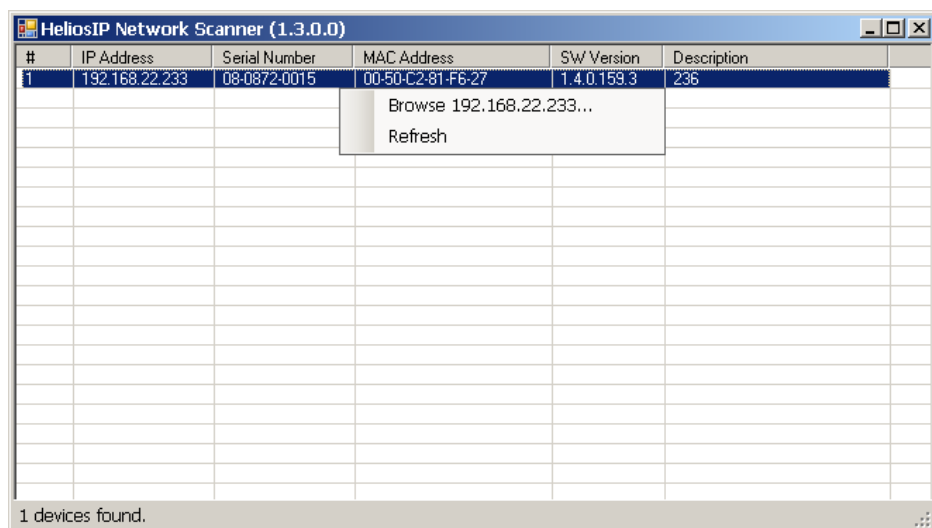 HeliosIP Network Scanner (1.3.0.0)
# IP Address Serial Number MAC Address SW Version Description
1 192.168.22.233 08-0872-0015 00-50-C2-81-F6-27 1.4.0.159.3 236
Browse 192.168.22.233...
Refresh
1 devices found.